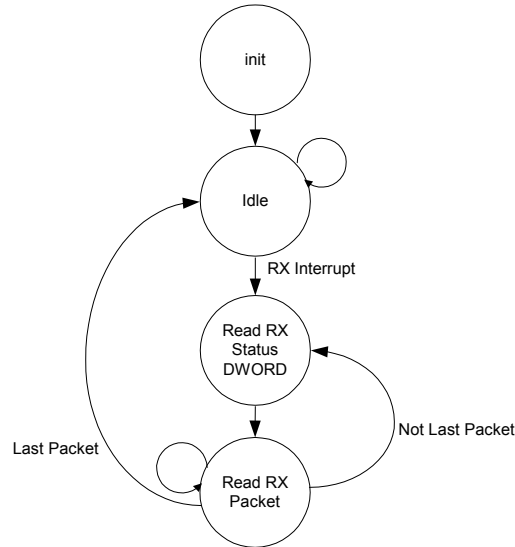 init
Idle
RX Interrupt
Read RX
Status
DWORD
Last Packet
Not Last Packet
Read RX
Packet